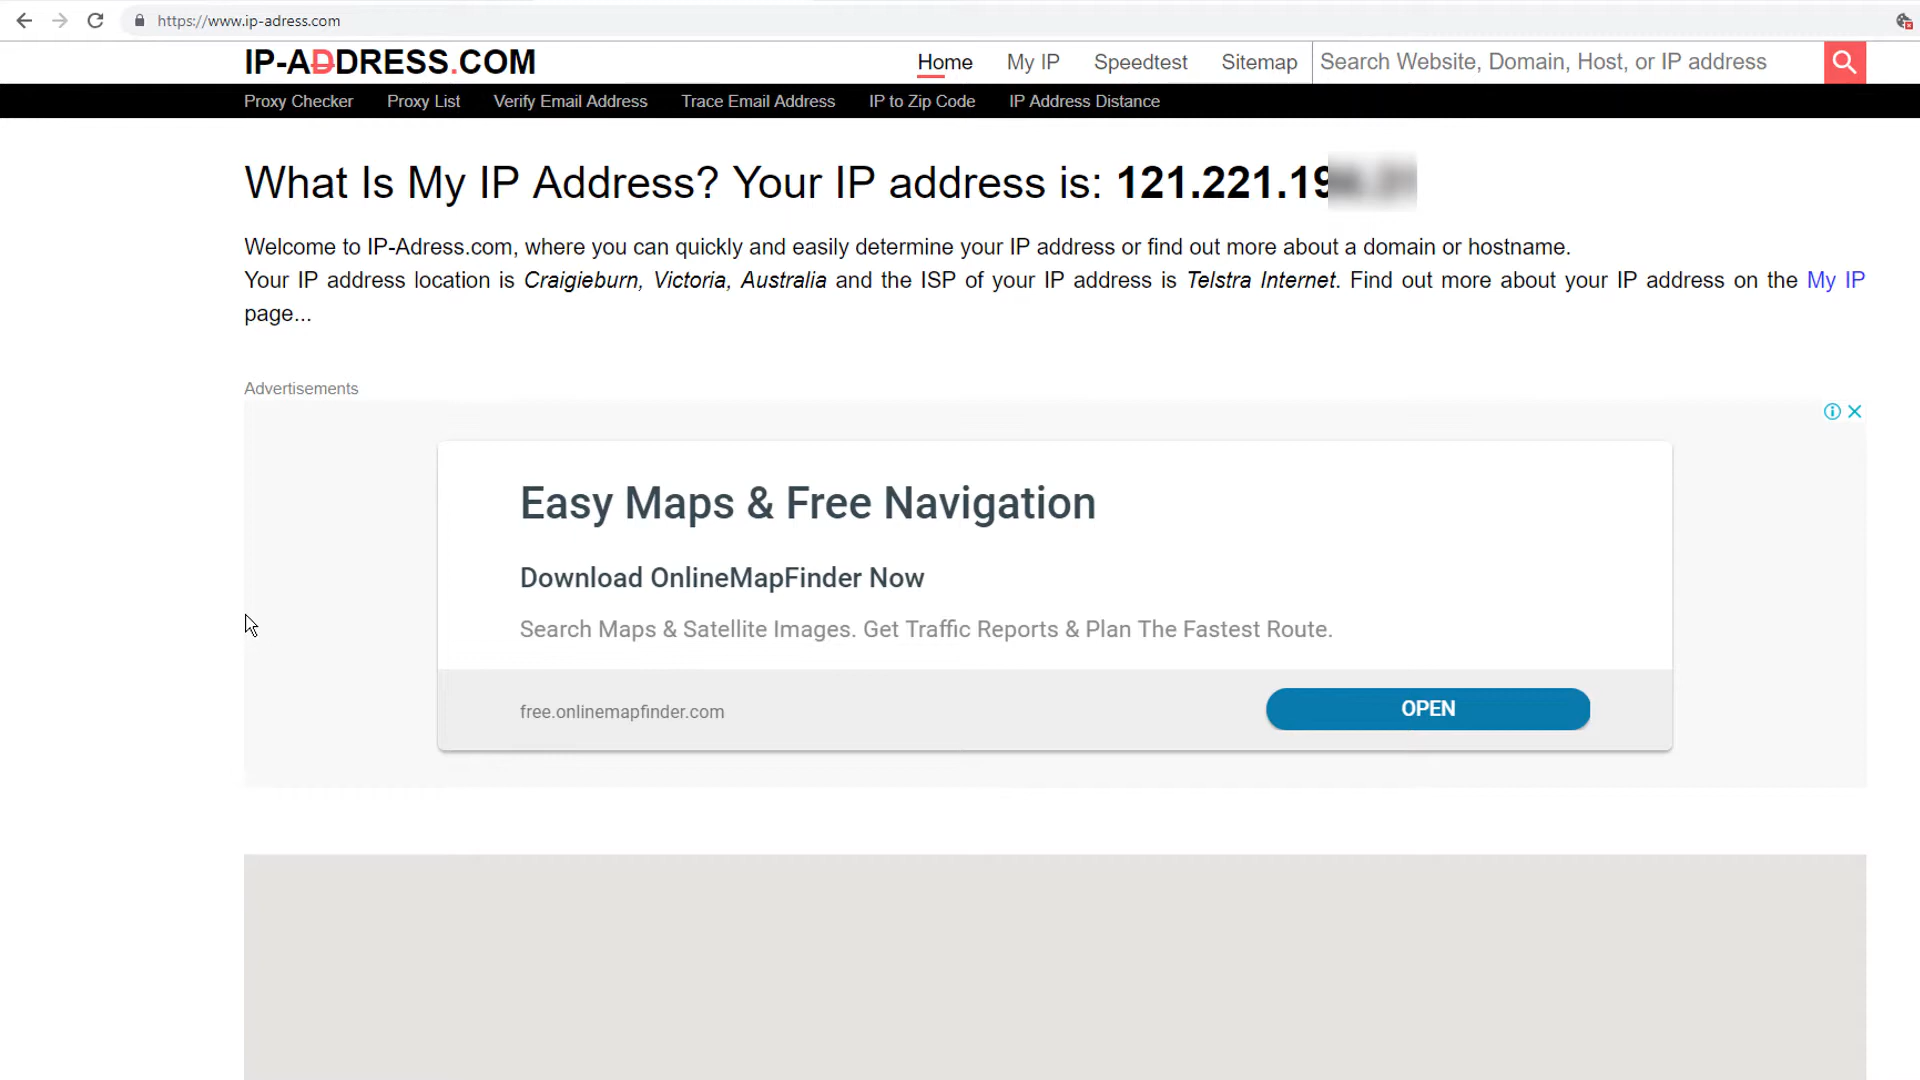 https://www.ip-adress.com
IP-ADDRESS.COM
Home My IP Speedtest Sitemap Search Website, Domain, Host, or IP address
Proxy Checker Proxy List Verify Email Address Trace Email Address IP to Zip Code IP Address Distance
What Is My IP Address? Your IP address is: 121.221.19
Welcome to IP-Adress.com, where you can quickly and easily determine your IP address or find out more about a domain or hostname.
Your IP address location is Craigieburn, Victoria, Australia and the ISP of your IP address is Telstra Internet. Find out more about your IP address on the My IP
page...
Advertisements
Easy Maps & Free Navigation
Download OnlineMapFinder Now
Search Maps & Satellite Images. Get Traffic Reports & Plan The Fastest Route.
free.onlinemapfinder.com OPEN